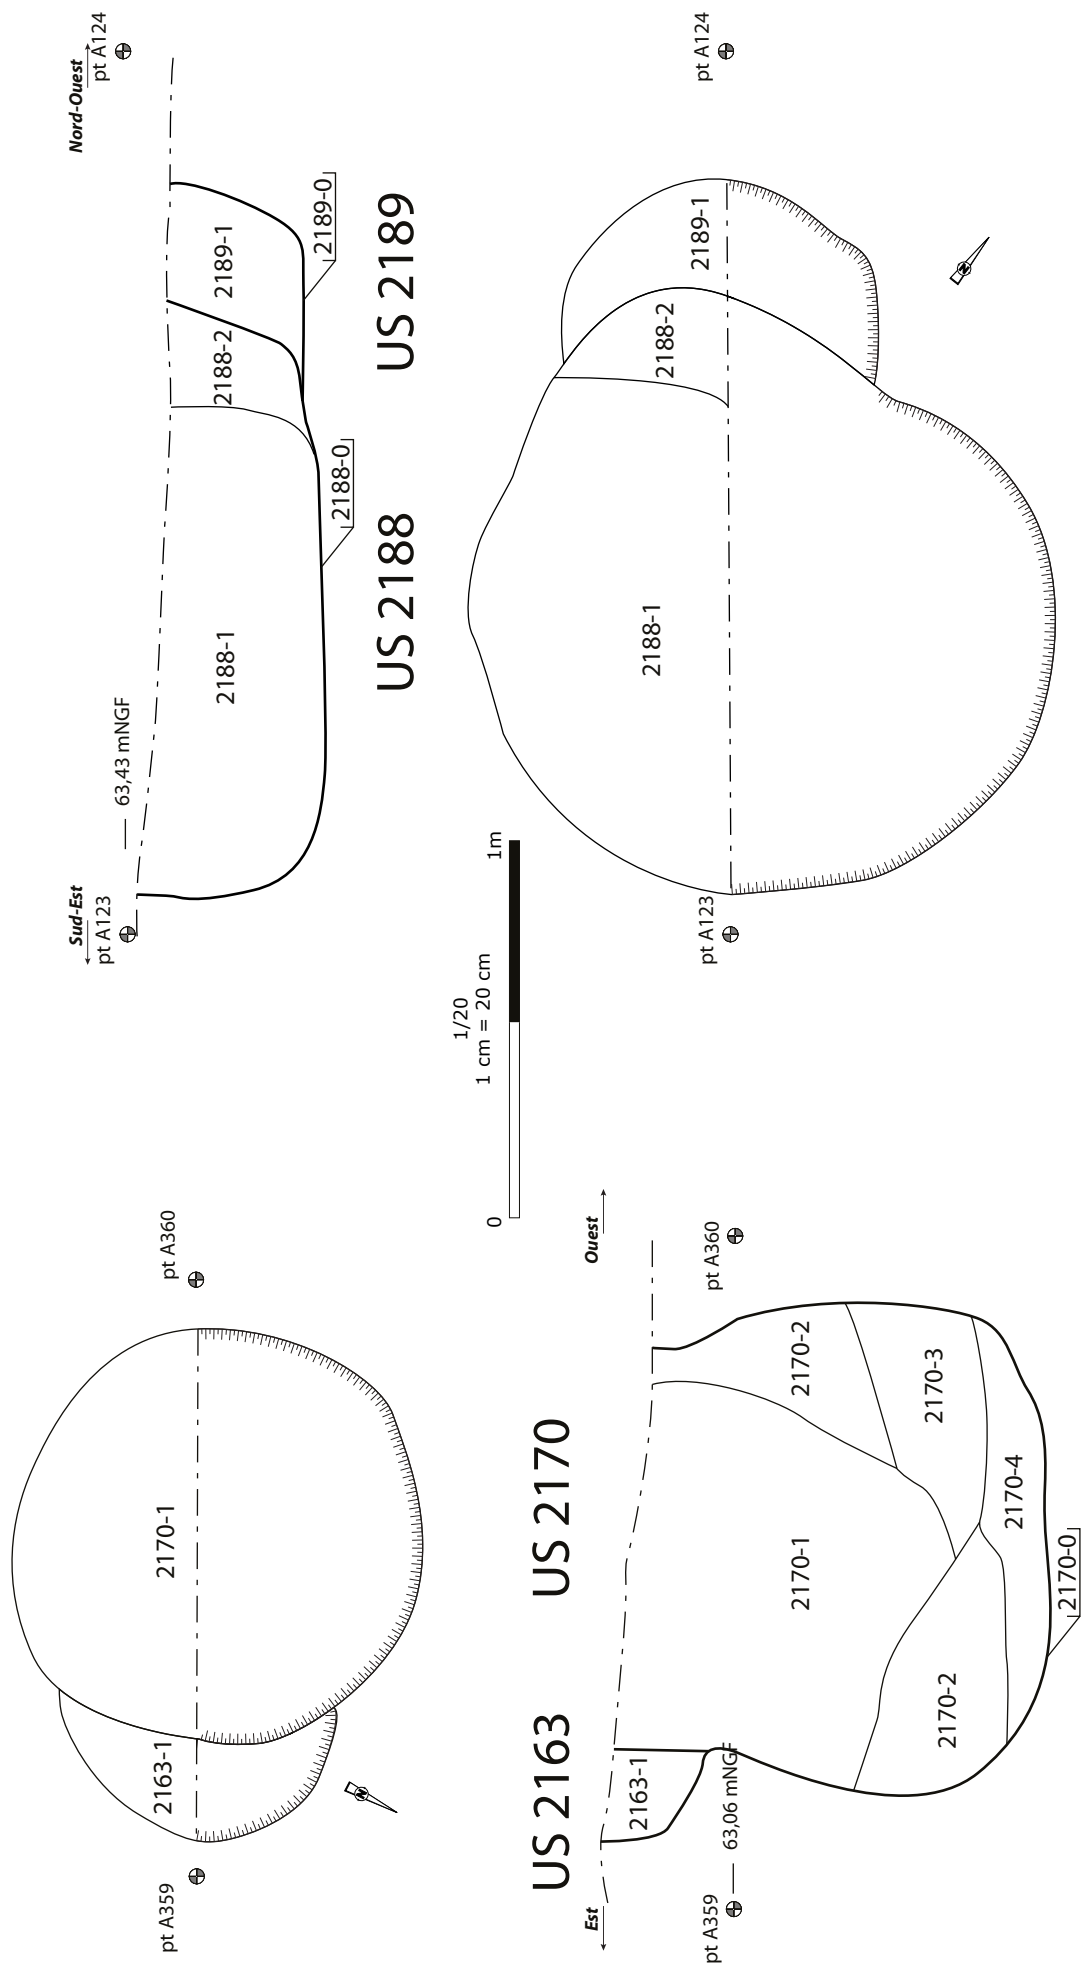 pt A360
2170-1
2163-1
N
pt A359
Ouest
pt A360
2170-2
2170-3
2170-4
2170-1
2170-0
2170-2
2163-1
63,06 mNGF
Est
pt A359
US 2170
US 2163
1/20
1 cm = 20 cm
0
1m
Nord-Ouest
pt A124
2189-1
2189-0
2188-2
2188-0
2188-1
63,43 mNGF
Sud-Est
pt A123
US 2189
US 2188
pt A124
2189-1
2188-2
N
2188-1
pt A123